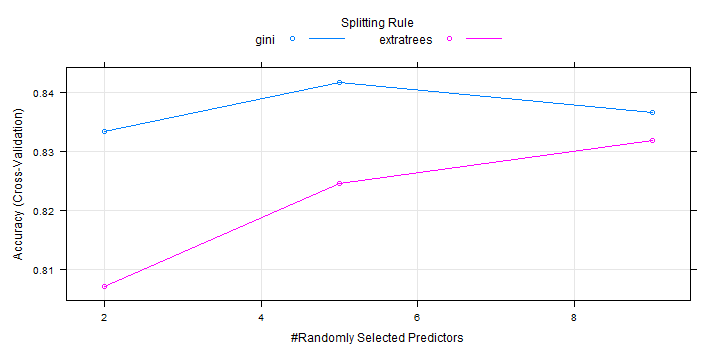 Splitting Rule
gini extratrees
Accuracy (Cross-Validation)
0.84
0.83
0.82
0.81
2 4 6 8
#Randomly Selected Predictors